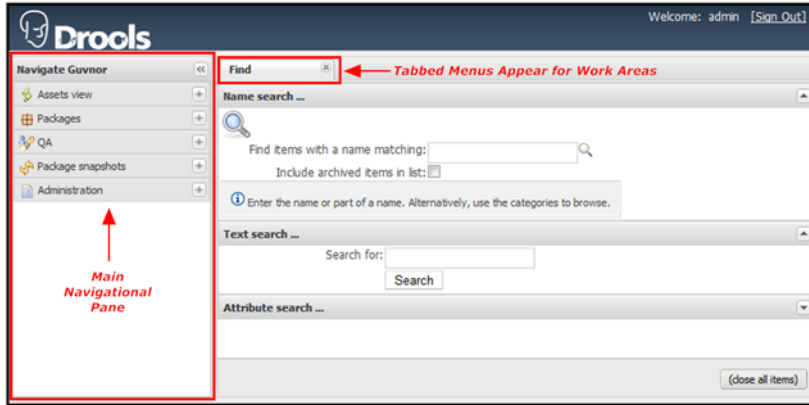 Drools
Welcome: admin [Sign Out]
Navigate Guvnor
Assets view
Packages
QA
Package snapshots
Administration
Main
Navigational
Pane
Find
Tabbed Menus Appear for Work Areas
Name search ...
Find items with a name matching:
Include archived items in list:
Enter the name or part of a name. Alternatively, use the categories to browse.
Text search ...
Search for:
Search
Attribute search ...
(close all items)